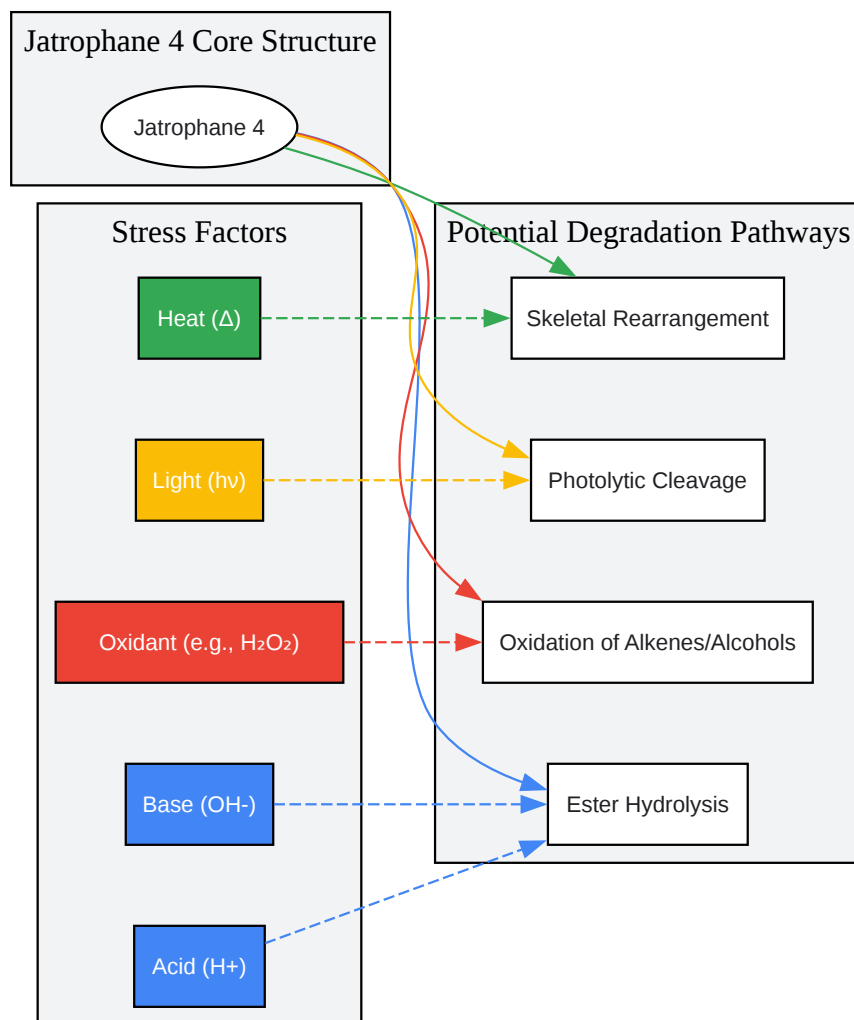 Jatrophane 4 Core Structure
Jatrophane 4
Stress Factors
Potential Degradation Pathways
Heat (Δ)
Skeletal Rearrangement
Light (hν)
Photolytic Cleavage
Oxidant (e.g., H₂O₂)
Oxidation of Alkenes/Alcohols
Base (OH-)
Ester Hydrolysis
Acid (H+)